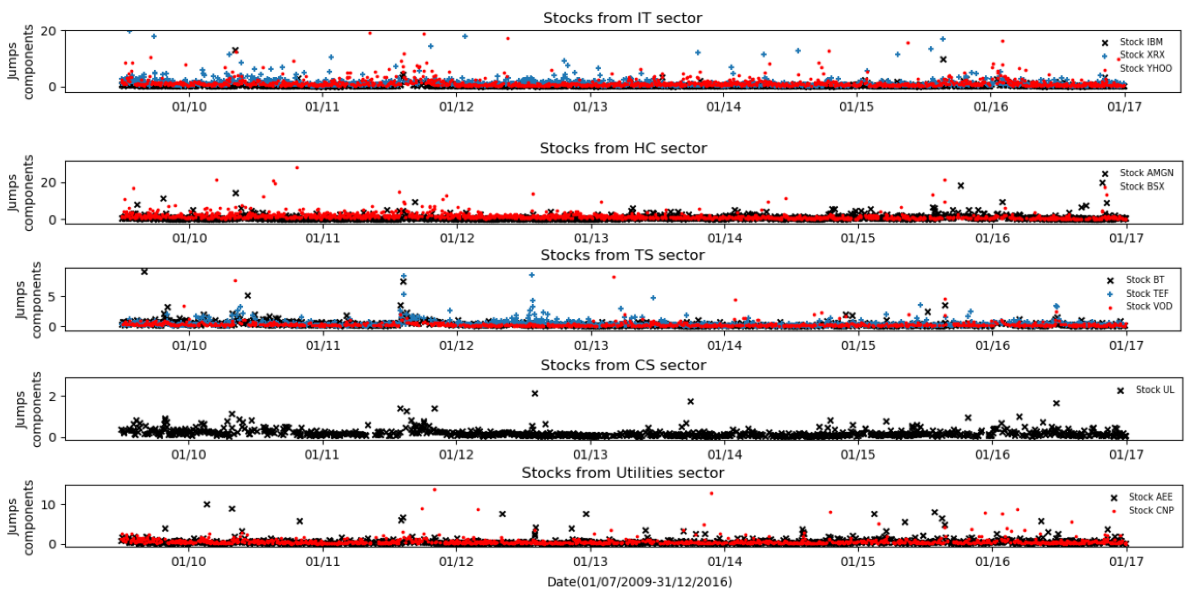 Stocks from IT sector
Jumps
components
20
0
Stock IBM
Stock XRX
Stock YHOO
01/10 01/11 01/12 01/13 01/14 01/15 01/16 01/17
Stocks from HC sector
Jumps
components
20
0
Stock AMGN
Stock BSX
01/10 01/11 01/12 01/13 01/14 01/15 01/16 01/17
Stocks from TS sector
Jumps
components
5
0
Stock BT
Stock TEF
Stock VOD
01/10 01/11 01/12 01/13 01/14 01/15 01/16 01/17
Stocks from CS sector
Jumps
components
2
0
Stock UL
01/10 01/11 01/12 01/13 01/14 01/15 01/16 01/17
Stocks from Utilities sector
Jumps
components
10
0
Stock AEE
Stock CNP
01/10 01/11 01/12 01/13 01/14 01/15 01/16 01/17
Date(01/07/2009-31/12/2016)